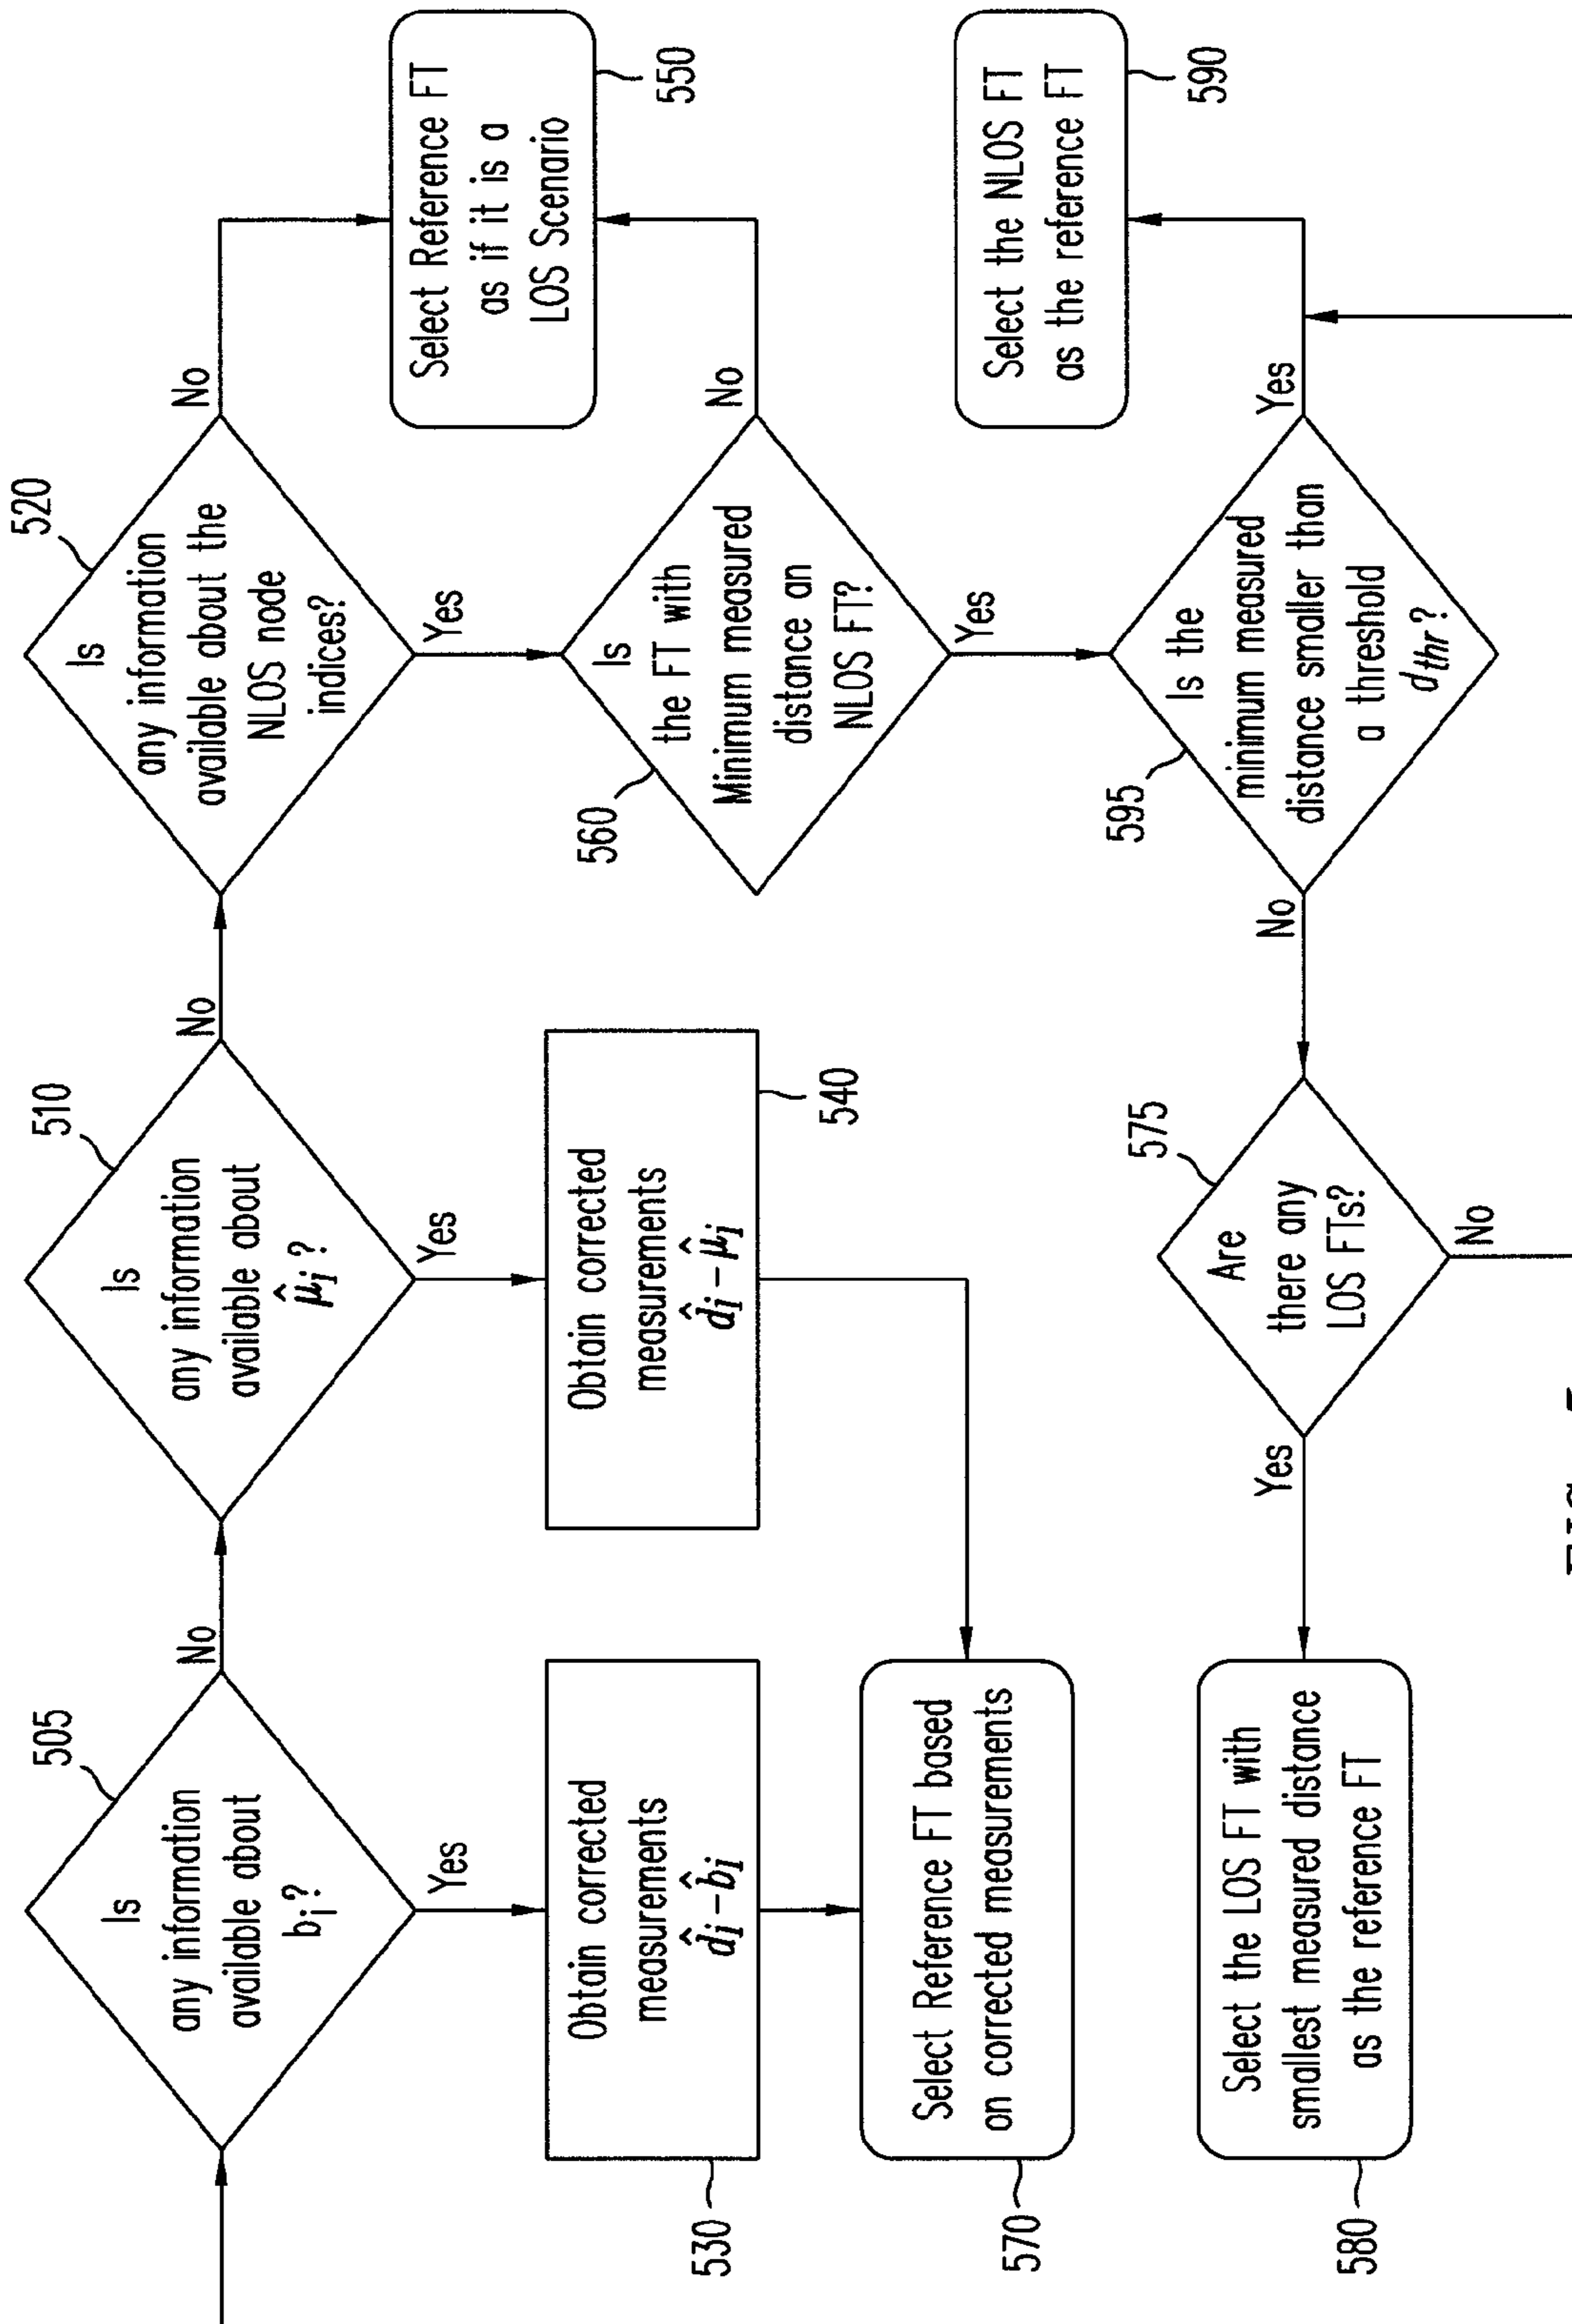 505
Is
any information
available about
b_i?
No
Yes
510
Is
any information
available about
μ̂_i?
No
Yes
520
Is
any information
available about the
NLOS node
indices?
No
Yes
Obtain corrected
measurements
d̂_i - b̂_i
530
Obtain corrected
measurements
d̂_i - μ̂_i
540
560
Is
the FT with
Minimum measured
distance an
NLOS FT?
No
Yes
Select Reference FT
as if it is a
LOS Scenario
550
Select Reference FT based
on corrected measurements
570
Select the LOS FT with
smallest measured distance
as the reference FT
580
575
Are
there any
LOS FTs?
Yes
No
595
Is the
minimum measured
distance smaller than
a threshold
d_thr?
No
Yes
Select the NLOS FT
as the reference FT
590